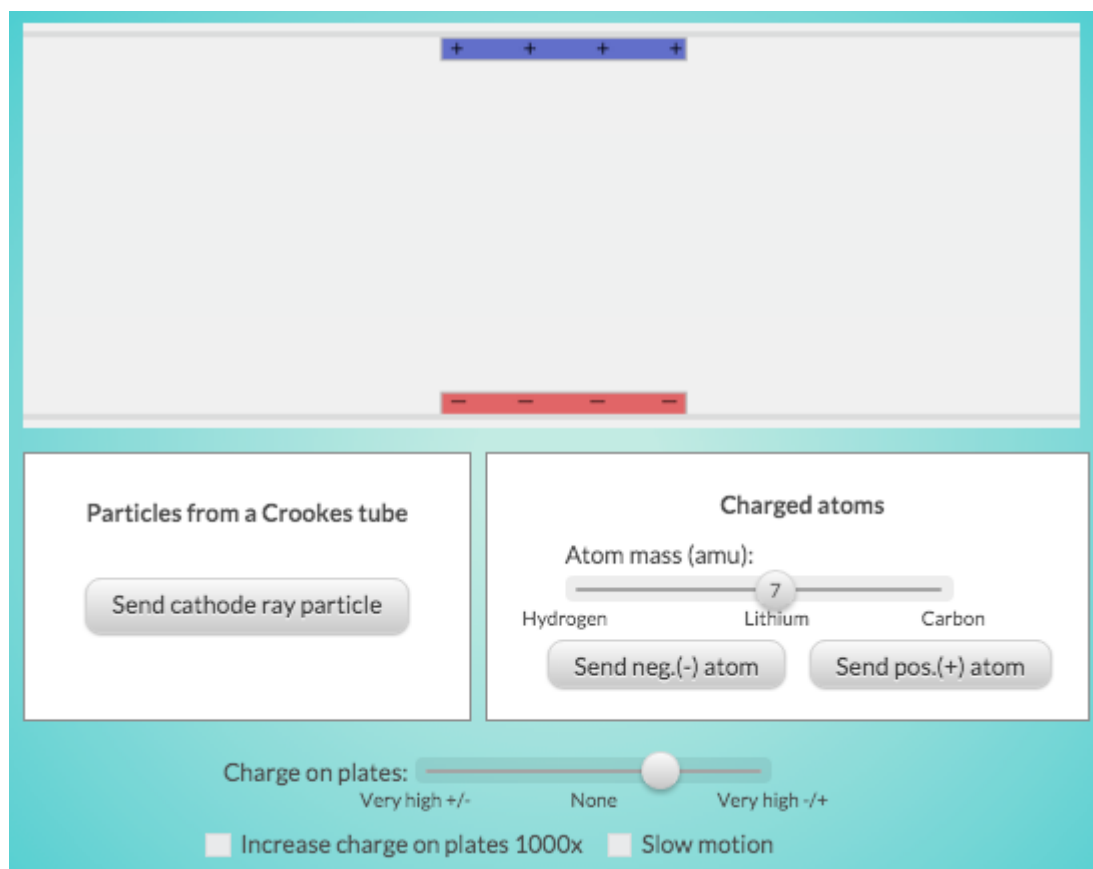 + + + +
− − − −
Particles from a Crookes tube
Send cathode ray particle
Charged atoms
Atom mass (amu):
7
Hydrogen Lithium Carbon
Send neg.(-) atom Send pos.(+) atom
Charge on plates:
Very high +/- None Very high -/+
Increase charge on plates 1000x Slow motion